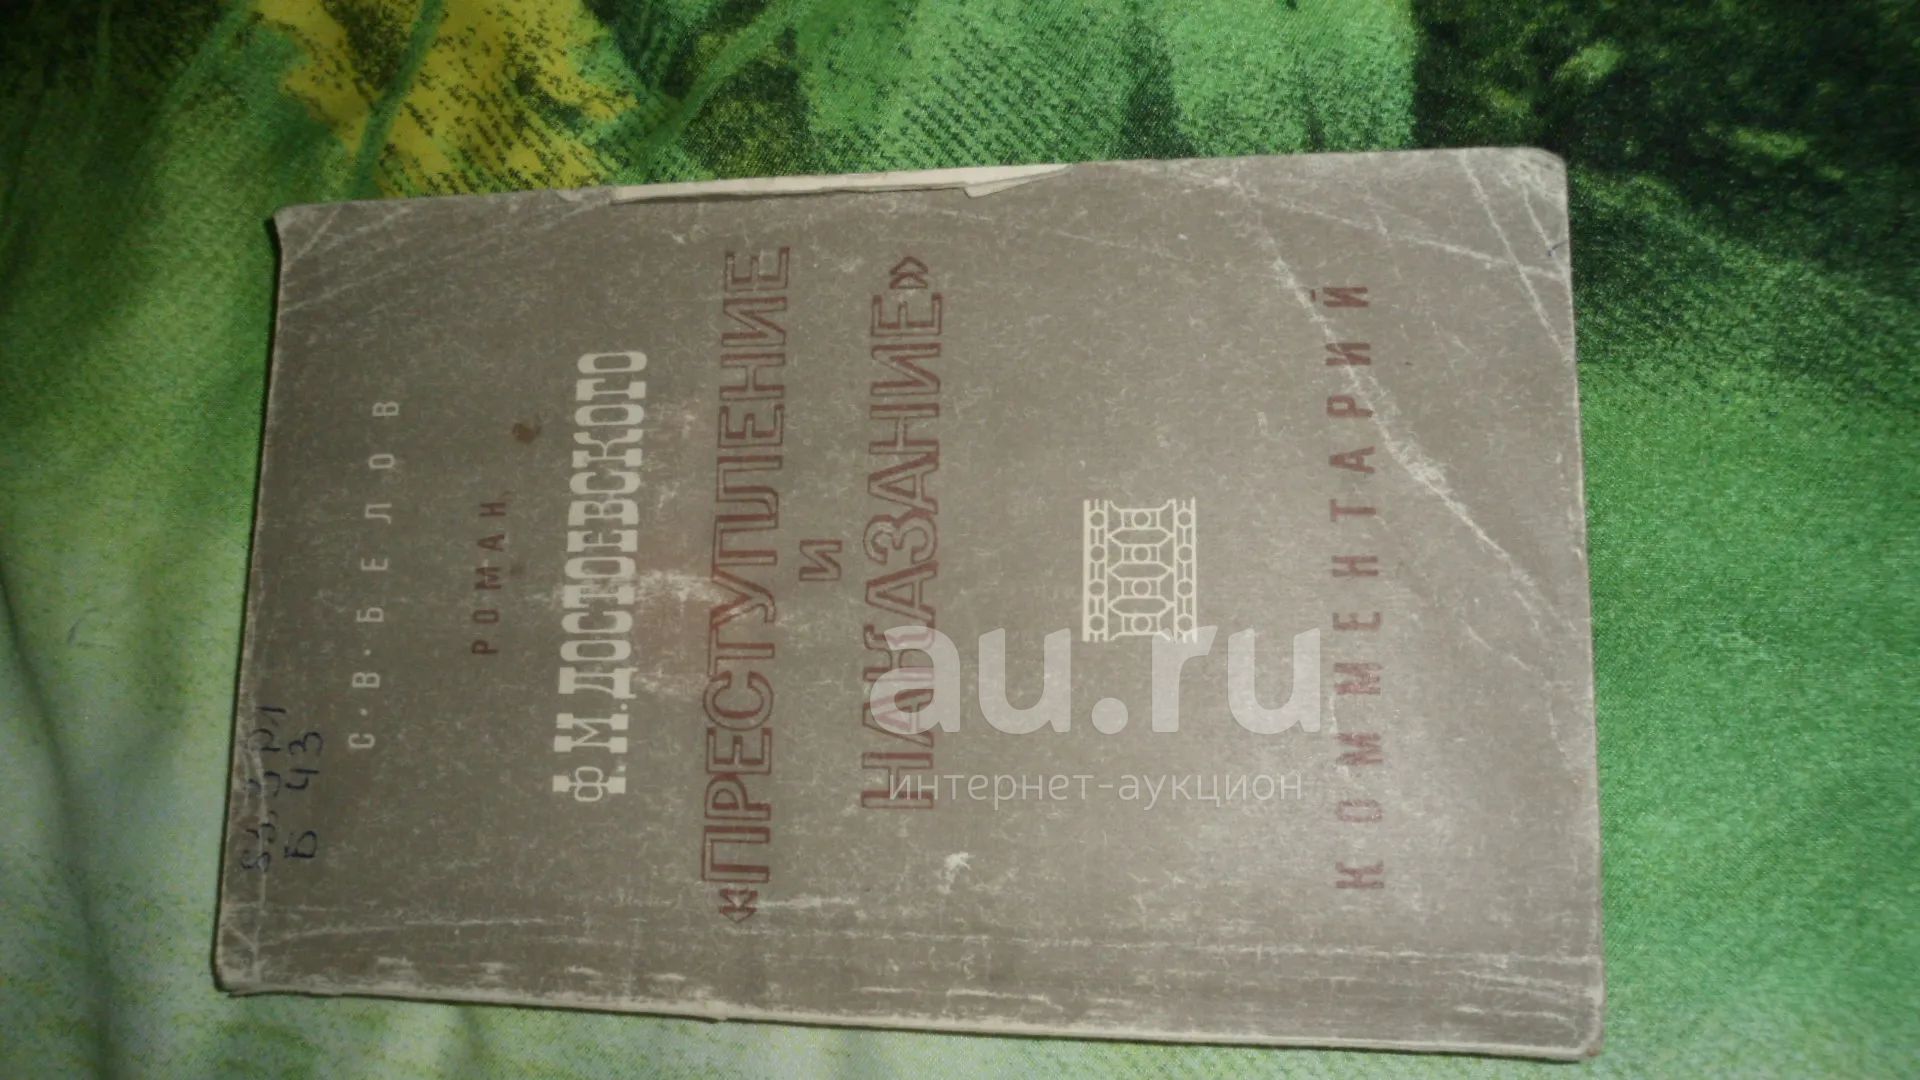 Б 43
С·В·БЕЛОВ
РОМАН
Ф.М.ДОСТОЕВСКОГО
«ПРЕСТУПЛЕНИЕ
И
НАКАЗАНИЕ»
КОММЕНТАРИЙ
au.ru
интернет-аукцион